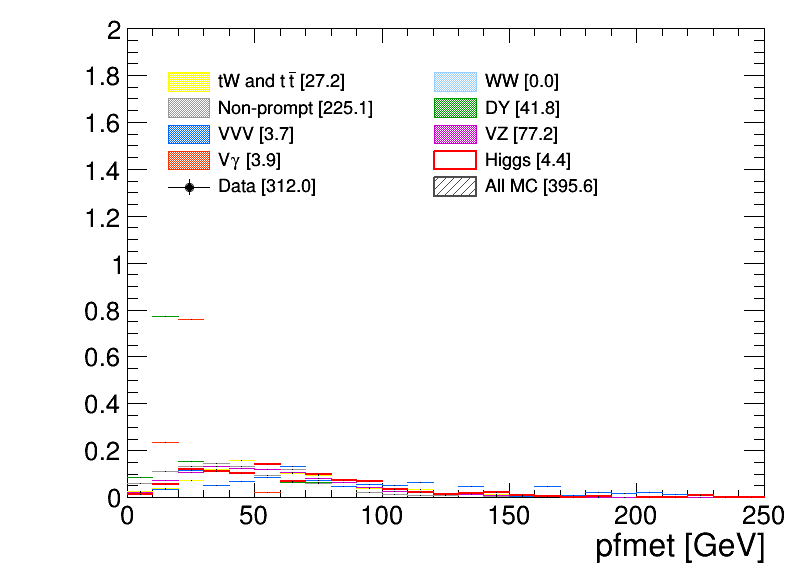 2
1.8
1.6
1.4
1.2
1
0.8
0.6
0.4
0.2
0
tW and t t̄ [27.2]
Non-prompt [225.1]
VVV [3.7]
Vγ [3.9]
Data [312.0]
WW [0.0]
DY [41.8]
VZ [77.2]
Higgs [4.4]
All MC [395.6]
0 50 100 150 200 250
pfmet [GeV]